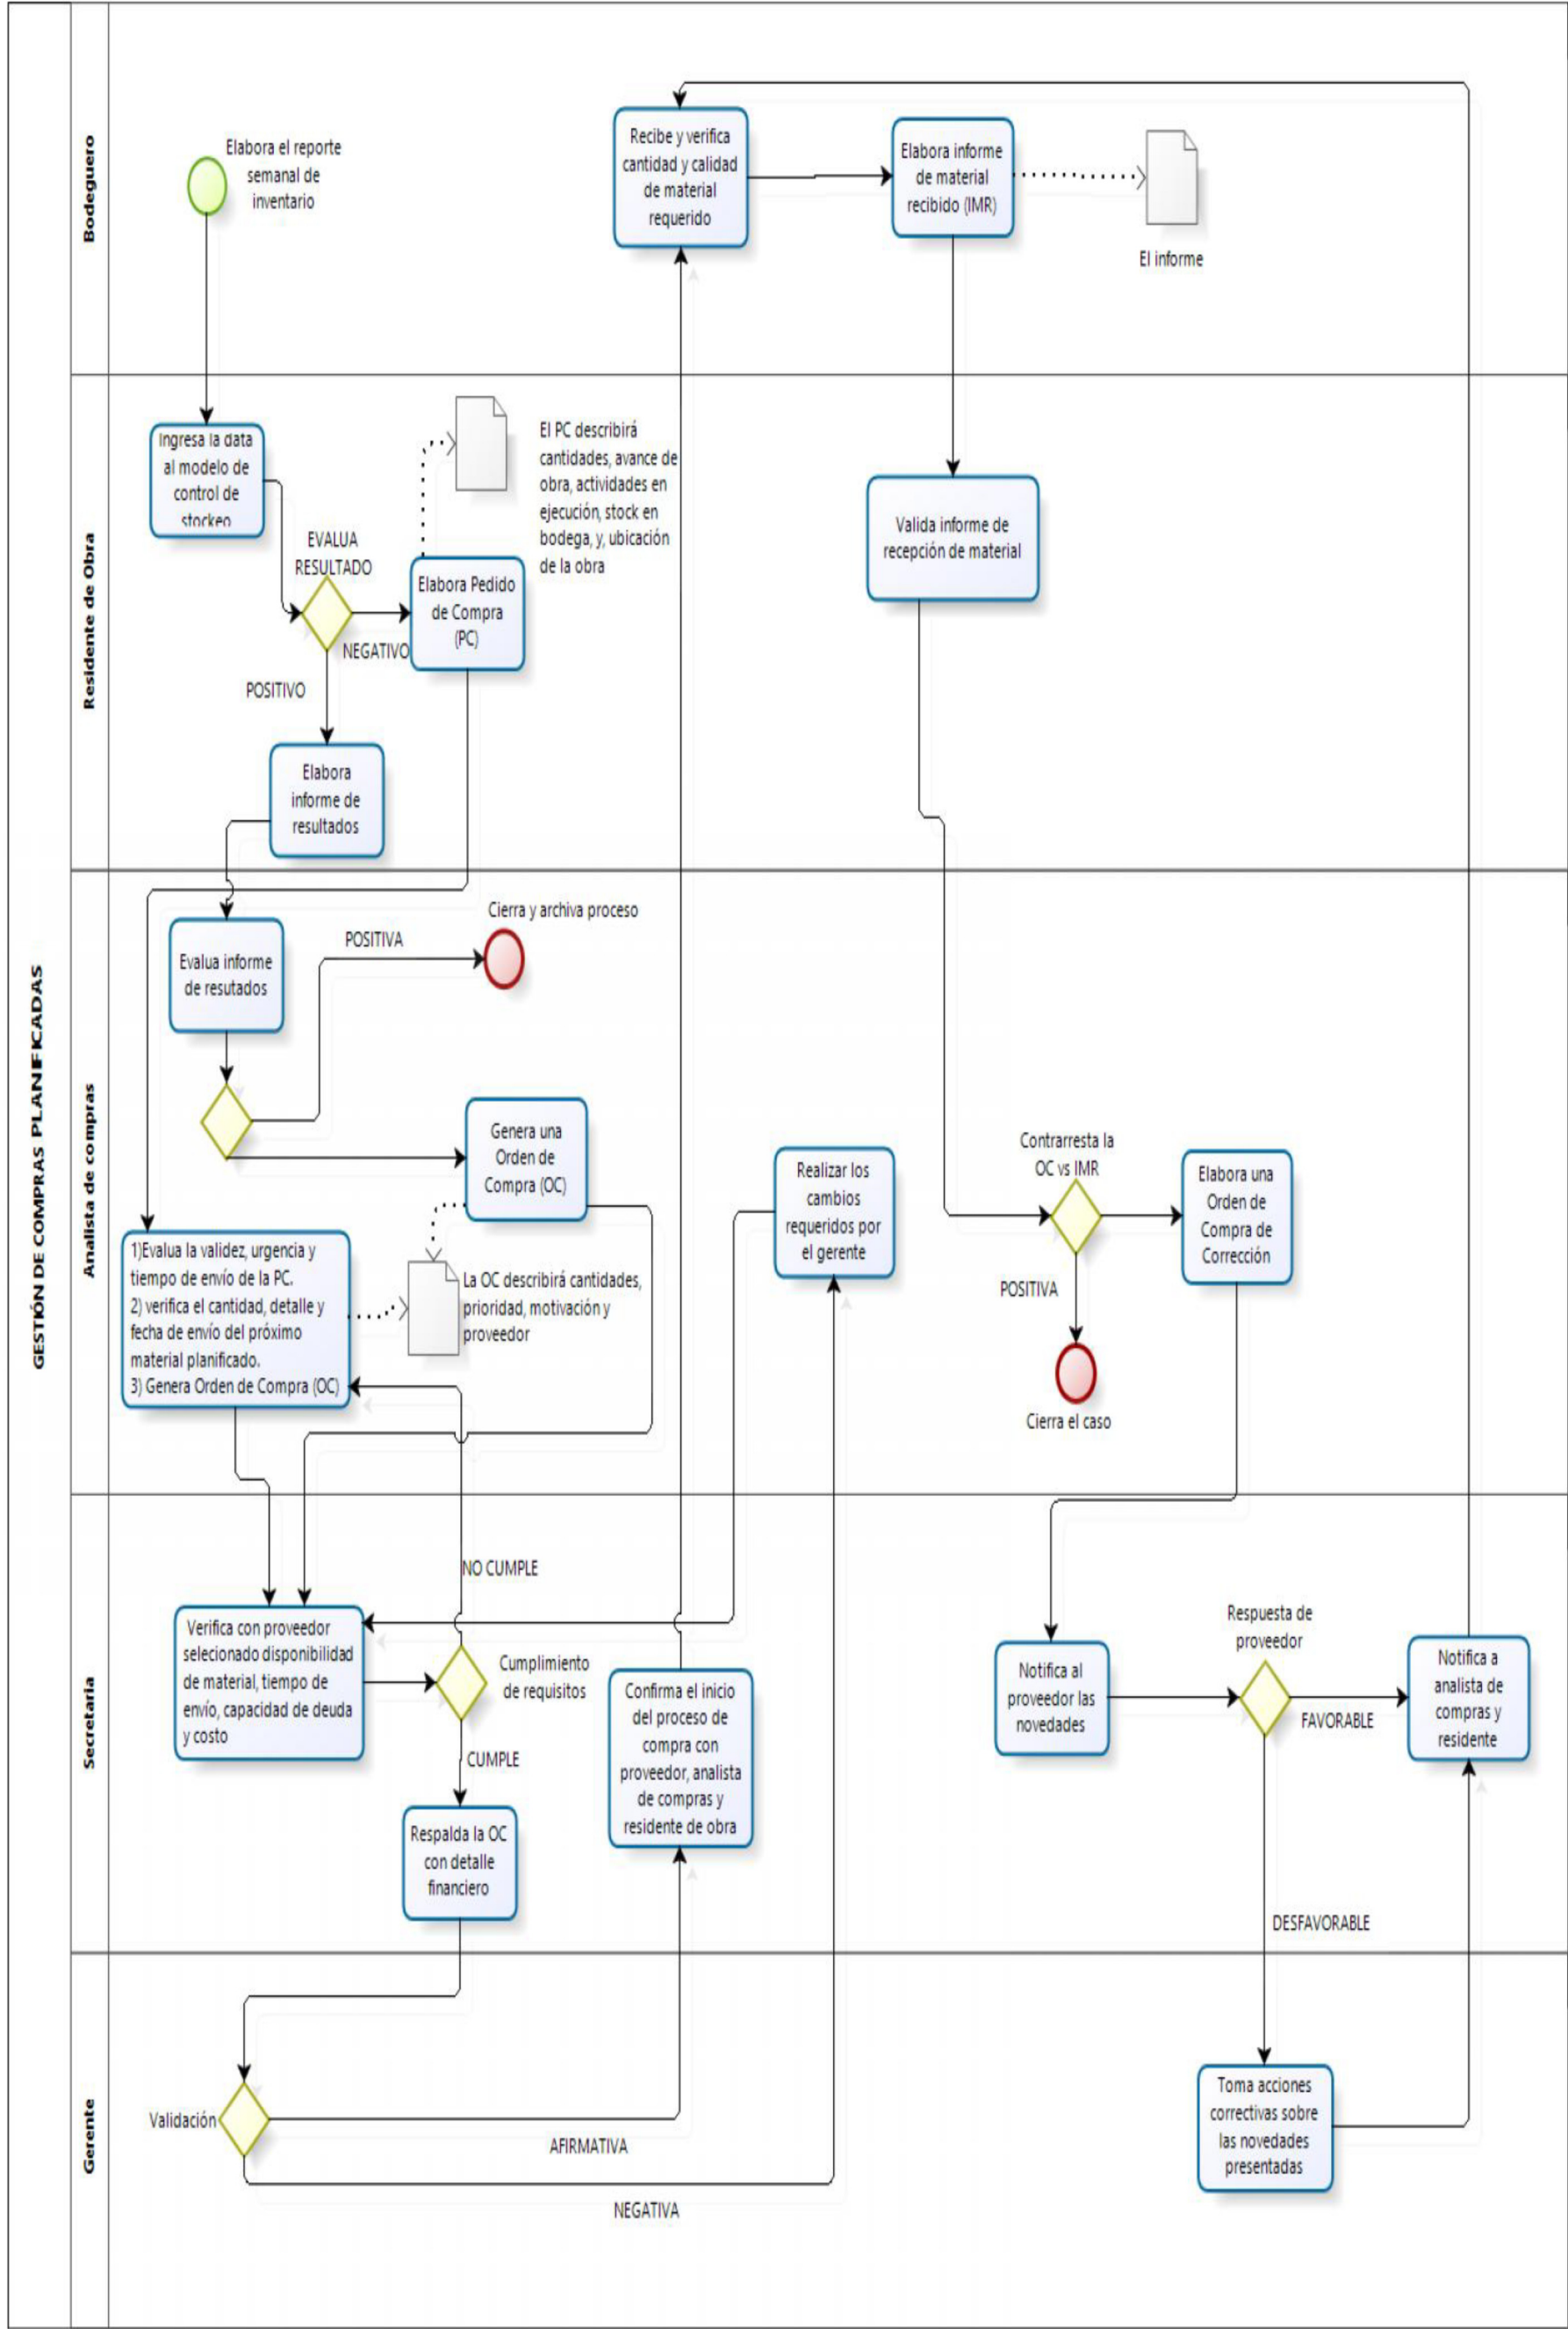 GESTIÓN DE COMPRAS PLANIFICADAS
Bodeguero
Elabora el reporte
semanal de
inventario
Recibe y verifica
cantidad y calidad
de material
requerido
Elabora informe
de material
recibido (IMR)
El informe
Residente de Obra
Ingresa la data
al modelo de
control de
stockeo
EVALUA
RESULTADO
NEGATIVO
POSITIVO
Elabora Pedido
de Compra
(PC)
El PC describirá
cantidades, avance de
obra, actividades en
ejecución, stock en
bodega, y, ubicación
de la obra
Elabora
informe de
resultados
Valida informe de
recepción de material
Analista de compras
Evalua informe
de resutados
POSITIVA
Cierra y archiva proceso
Genera una
Orden de
Compra (OC)
1)Evalua la validez, urgencia y
tiempo de envío de la PC.
2) verifica el cantidad, detalle y
fecha de envío del próximo
material planificado.
3) Genera Orden de Compra (OC)
La OC describirá cantidades,
prioridad, motivación y
proveedor
Realizar los
cambios
requeridos por
el gerente
Contrarresta la
OC vs IMR
POSITIVA
Cierra el caso
Elabora una
Orden de
Compra de
Corrección
Secretaria
NO CUMPLE
Verifica con proveedor
selecionado disponibilidad
de material, tiempo de
envío, capacidad de deuda
y costo
Cumplimiento
de requisitos
CUMPLE
Respalda la OC
con detalle
financiero
Confirma el inicio
del proceso de
compra con
proveedor, analista
de compras y
residente de obra
Notifica al
proveedor las
novedades
Respuesta de
proveedor
FAVORABLE
DESFAVORABLE
Notifica a
analista de
compras y
residente
Gerente
Validación
AFIRMATIVA
NEGATIVA
Toma acciones
correctivas sobre
las novedades
presentadas